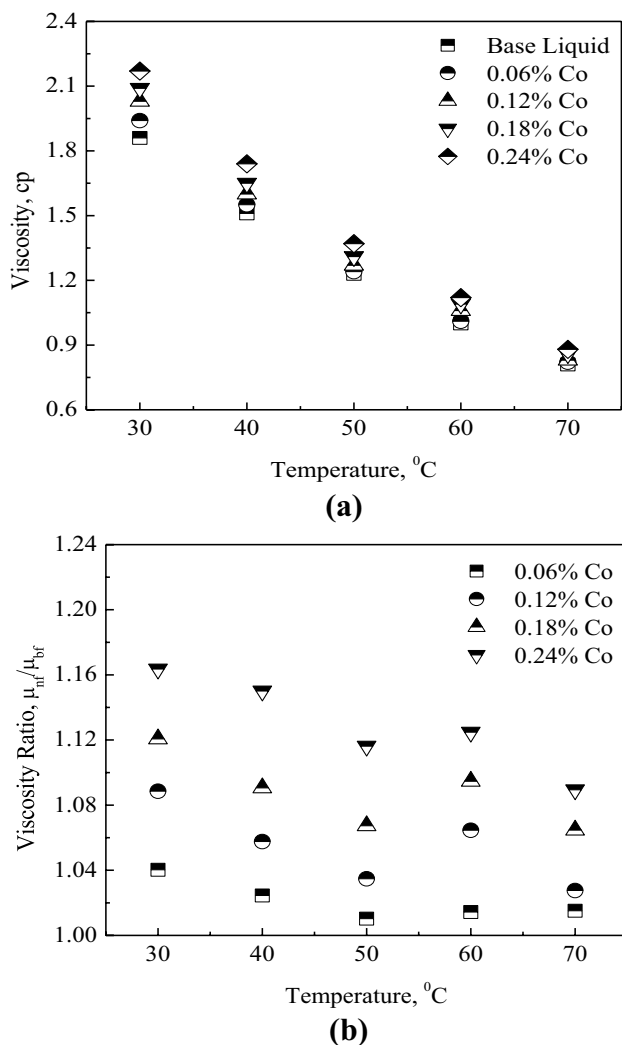 2.4
2.1
1.8
1.5
1.2
0.9
0.6
Viscosity, cp
Base Liquid
0.06% Co
0.12% Co
0.18% Co
0.24% Co
30 40 50 60 70
Temperature, ⁰C
(a)
1.24
1.20
1.16
1.12
1.08
1.04
1.00
Viscosity Ratio, μnf/μbf
0.06% Co
0.12% Co
0.18% Co
0.24% Co
30 40 50 60 70
Temperature, ⁰C
(b)